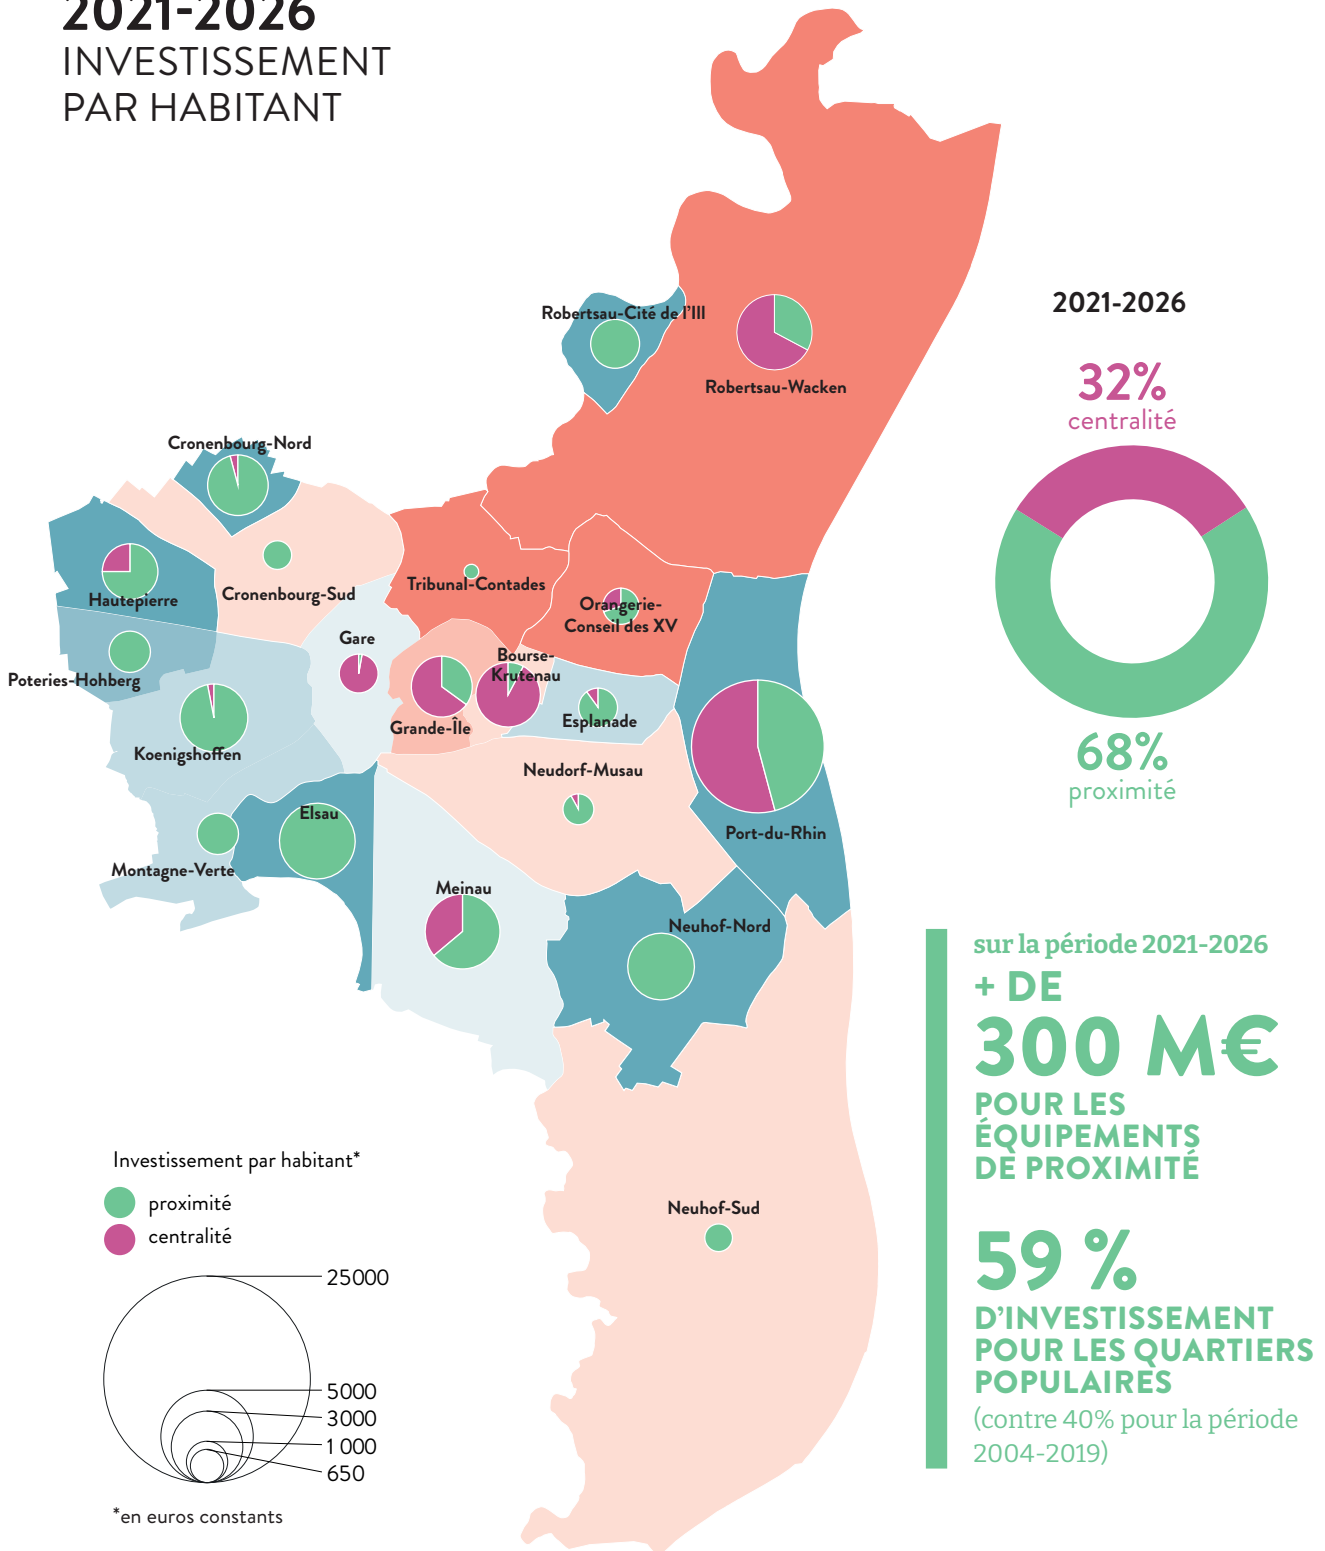 2021-2026
INVESTISSEMENT
PAR HABITANT
Robertsau-Cité de l'Ill
Robertsau-Wacken
Cronenbourg-Nord
Hautepierre
Cronenbourg-Sud
Tribunal-Contades
Orangerie-
Conseil des XV
Gare
Bourse-
Krutenau
Poteries-Hohberg
Grande-Île
Esplanade
Koenigshoffen
Neudorf-Musau
Elsau
Port-du-Rhin
Montagne-Verte
Meinau
Neuhof-Nord
Neuhof-Sud
2021-2026
32%
centralité
68%
proximité
sur la période 2021-2026
+ DE
300 M€
POUR LES
ÉQUIPEMENTS
DE PROXIMITÉ
59 %
D'INVESTISSEMENT
POUR LES QUARTIERS
POPULAIRES
(contre 40% pour la période
2004-2019)
Investissement par habitant*
proximité
centralité
25000
5000
3000
1 000
650
*en euros constants